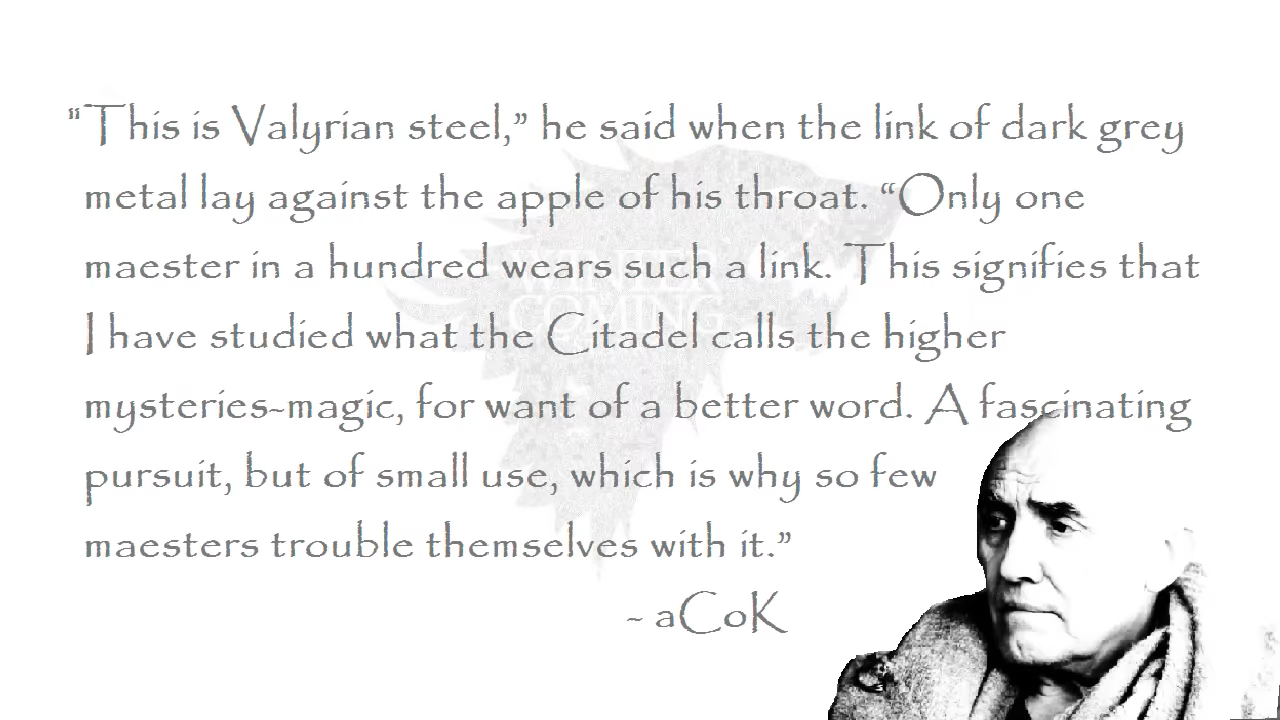 “This is Valyrian steel,” he said when the link of dark grey
metal lay against the apple of his throat. “Only one
maester in a hundred wears such a link. This signifies that
I have studied what the Citadel calls the higher
mysteries-magic, for want of a better word. A fascinating
pursuit, but of small use, which is why so few
maesters trouble themselves with it.”
~ aCoK
WINTER
COMING